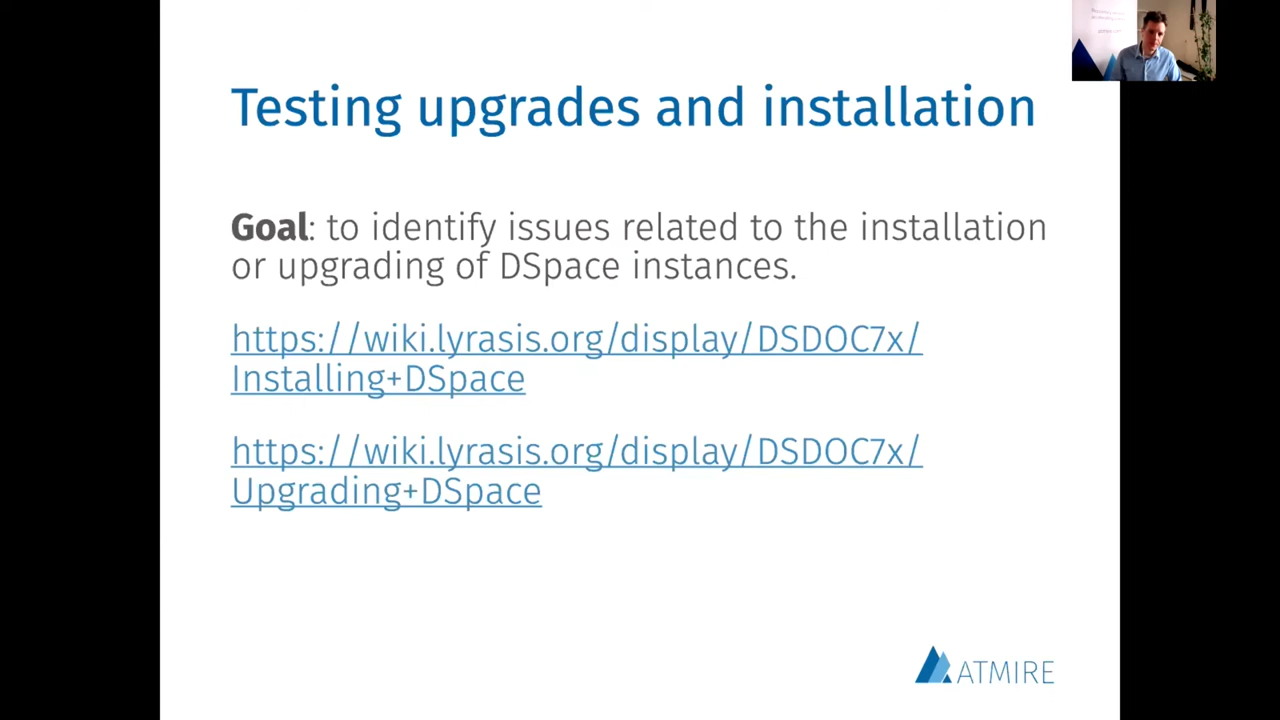 Testing upgrades and installation
Goal: to identify issues related to the installation
or upgrading of DSpace instances.
https://wiki.lyrasis.org/display/DSDOC7x/
Installing+DSpace
https://wiki.lyrasis.org/display/DSDOC7x/
Upgrading+DSpace
ATMIRE